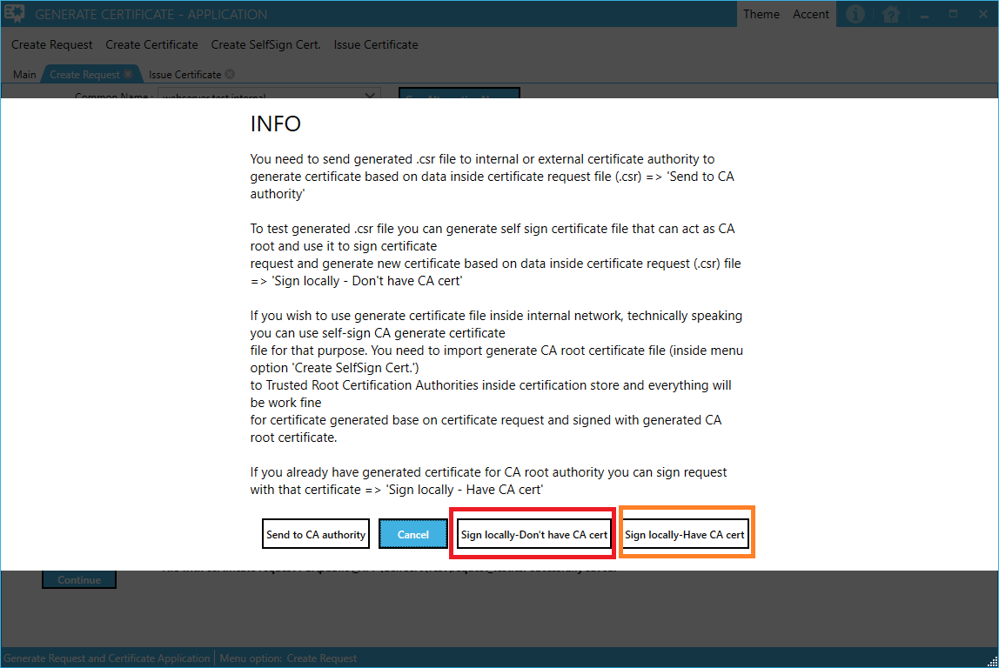 GENERATE CERTIFICATE - APPLICATION
Theme Accent
Create Request Create Certificate Create SelfSign Cert. Issue Certificate
Main Create Request Issue Certificate
Common Name : webserver.test.internal
INFO
You need to send generated .csr file to internal or external certificate authority to
generate certificate based on data inside certificate request file (.csr) => 'Send to CA
authority'
To test generated .csr file you can generate self sign certificate file that can act as CA
root and use it to sign certificate
request and generate new certificate based on data inside certificate request (.csr) file
=> 'Sign locally - Don't have CA cert'
If you wish to use generate certificate file inside internal network, technically speaking
you can use self-sign CA generate certificate
file for that purpose. You need to import generate CA root certificate file (inside menu
option 'Create SelfSign Cert.')
to Trusted Root Certification Authorities inside certification store and everything will
be work fine
for certificate generated base on certificate request and signed with generated CA
root certificate.
If you already have generated certificate for CA root authority you can sign request
with that certificate => 'Sign locally - Have CA cert'
Send to CA authority Cancel Sign locally-Don't have CA cert Sign locally-Have CA cert
Continue
Generate Request and Certificate Application Menu option: Create Request